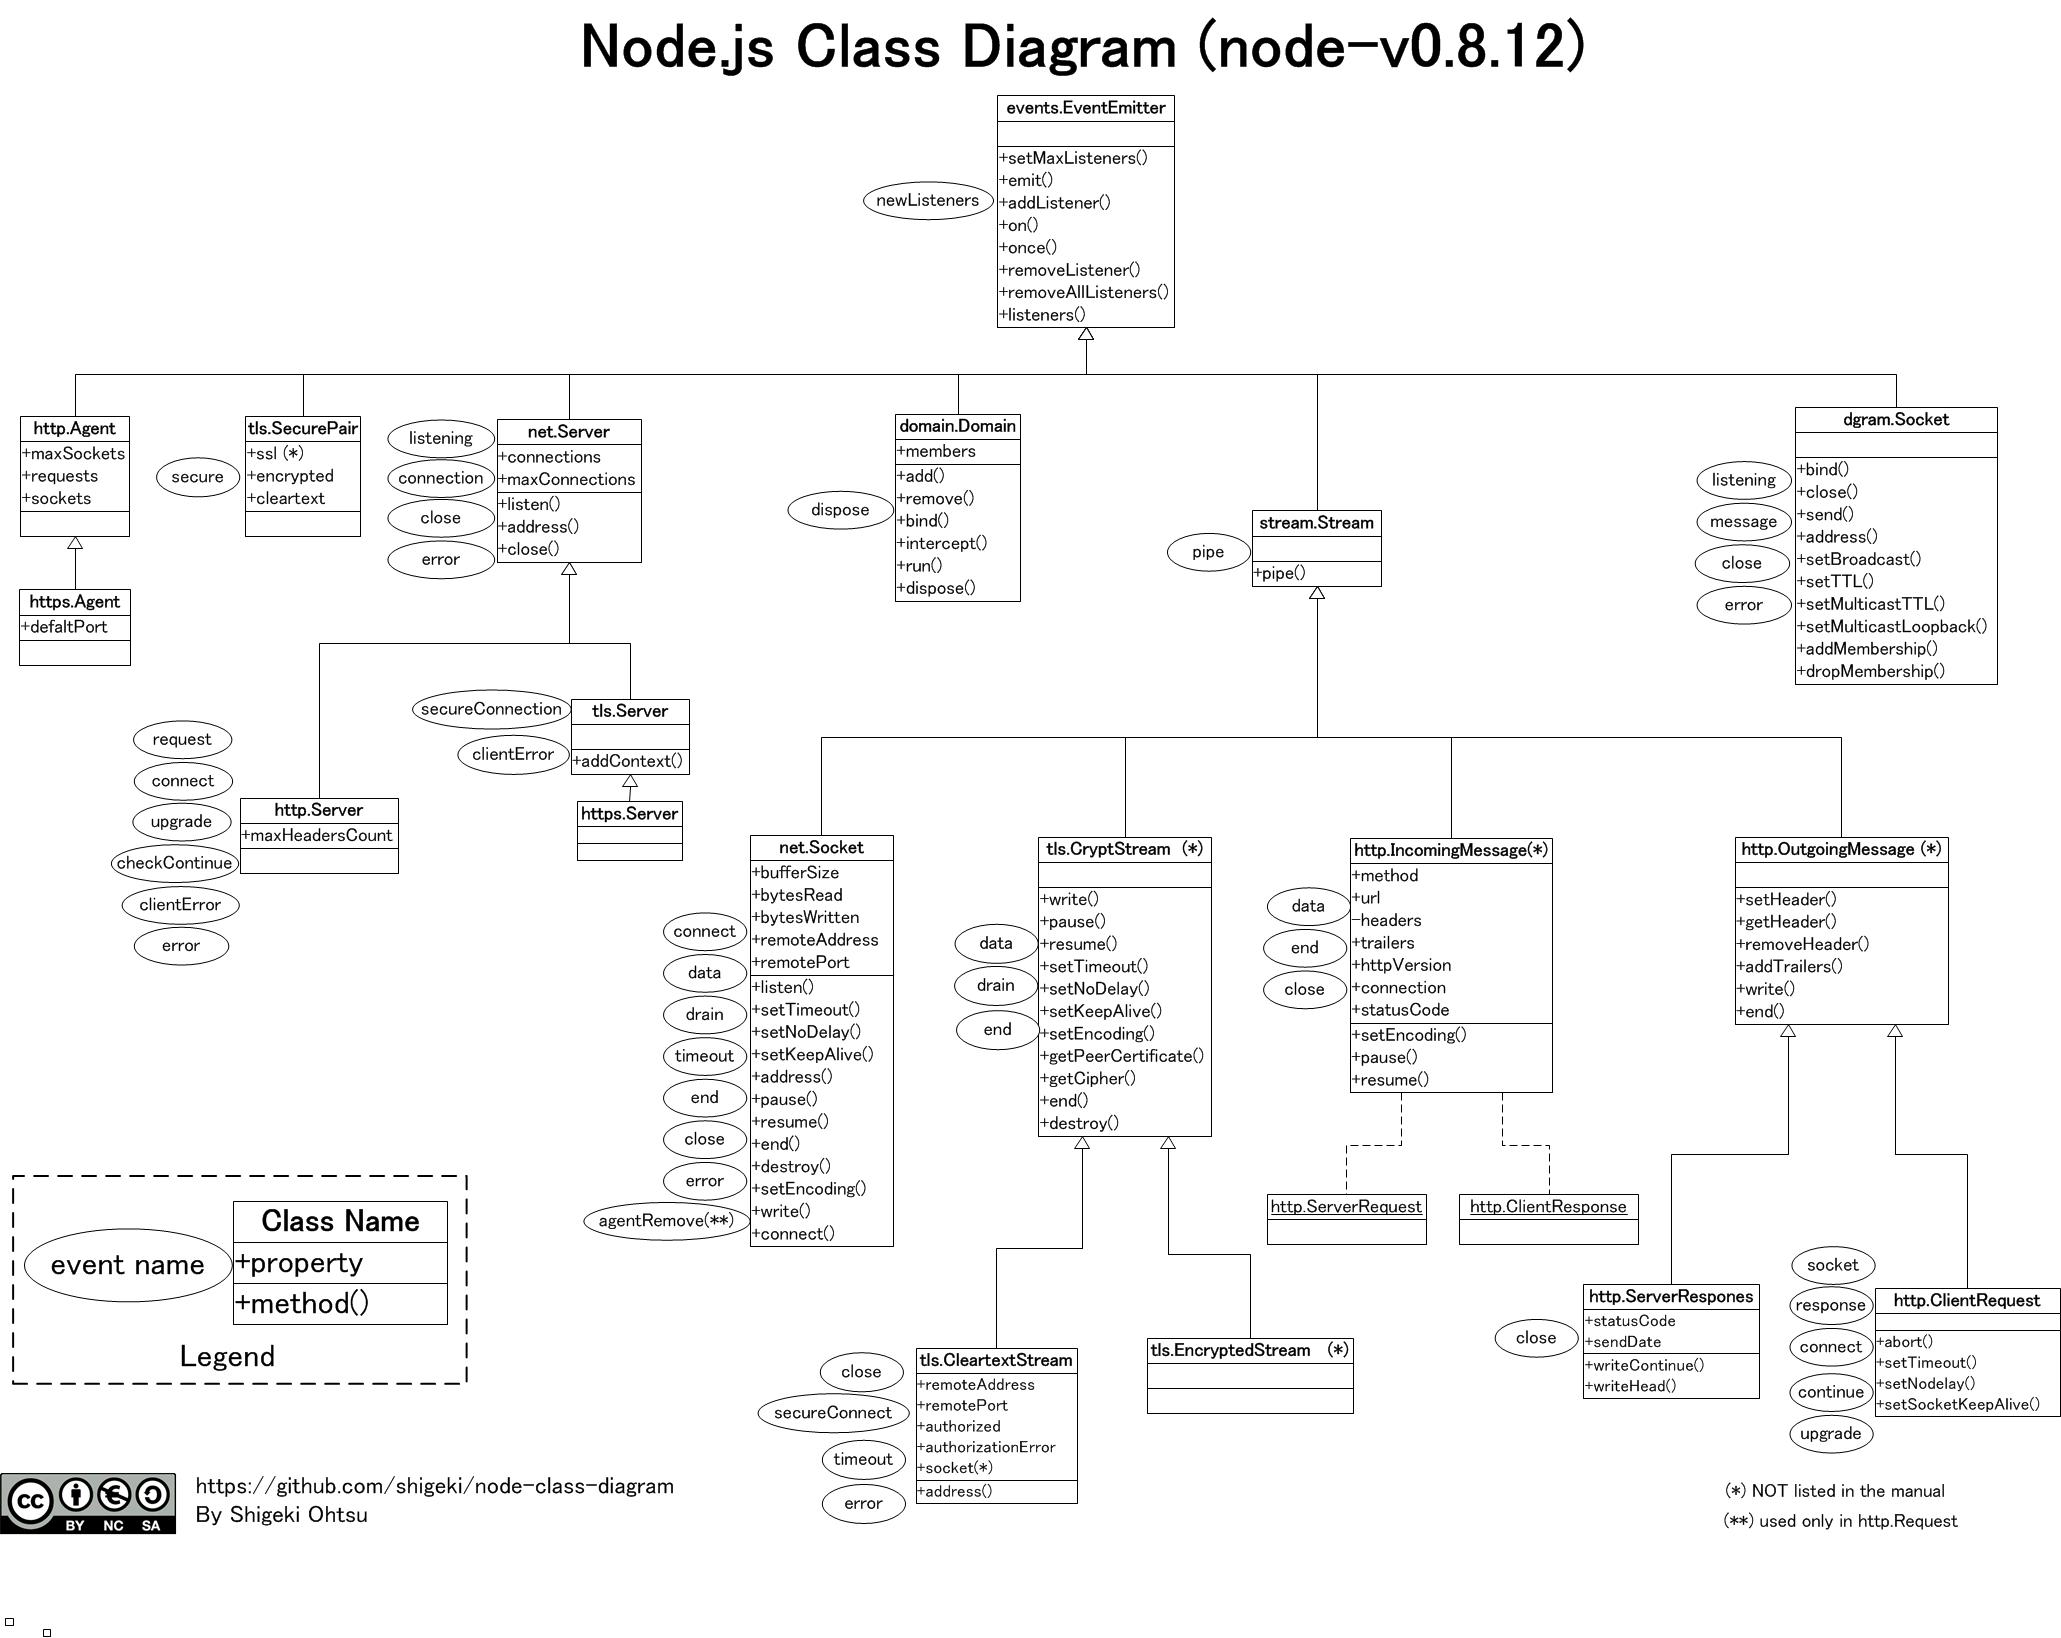 Node.js Class Diagram (node-v0.8.12)
events.EventEmitter
+setMaxListeners()
+emit()
+addListener()
+on()
+once()
+removeListener()
+removeAllListeners()
+listeners()
newListeners
http.Agent
+maxSockets
+requests
+sockets
https.Agent
+defaltPort
secure
tls.SecurePair
+ssl (*)
+encrypted
+cleartext
listening
connection
close
error
net.Server
+connections
+maxConnections
+listen()
+address()
+close()
dispose
domain.Domain
+members
+add()
+remove()
+bind()
+intercept()
+run()
+dispose()
pipe
stream.Stream
+pipe()
listening
message
close
error
dgram.Socket
+bind()
+close()
+send()
+address()
+setBroadcast()
+setTTL()
+setMulticastTTL()
+setMulticastLoopback()
+addMembership()
+dropMembership()
request
connect
upgrade
checkContinue
clientError
error
http.Server
+maxHeadersCount
secureConnection
clientError
tls.Server
+addContext()
https.Server
connect
data
drain
timeout
end
close
error
agentRemove(**)
net.Socket
+bufferSize
+bytesRead
+bytesWritten
+remoteAddress
+remotePort
+listen()
+setTimeout()
+setNoDelay()
+setKeepAlive()
+address()
+pause()
+resume()
+end()
+destroy()
+setEncoding()
+write()
+connect()
data
drain
end
tls.CryptStream (*)
+write()
+pause()
+resume()
+setTimeout()
+setNoDelay()
+setKeepAlive()
+setEncoding()
+getPeerCertificate()
+getCipher()
+end()
+destroy()
data
end
close
http.IncomingMessage(*)
+method
+url
-headers
+trailers
+httpVersion
+connection
+statusCode
+setEncoding()
+pause()
+resume()
http.OutgoingMessage (*)
+setHeader()
+getHeader()
+removeHeader()
+addTrailers()
+write()
+end()
http.ServerRequest
http.ClientResponse
close
http.ServerRespones
+statusCode
+sendDate
+writeContinue()
+writeHead()
socket
response
connect
continue
upgrade
http.ClientRequest
+abort()
+setTimeout()
+setNodelay()
+setSocketKeepAlive()
close
secureConnect
timeout
error
tls.CleartextStream
+remoteAddress
+remotePort
+authorized
+authorizationError
+socket(*)
+address()
tls.EncryptedStream (*)
event name
Class Name
+property
+method()
Legend
cc
BY NC SA
https://github.com/shigeki/node-class-diagram
By Shigeki Ohtsu
(*) NOT listed in the manual
(**) used only in http.Request